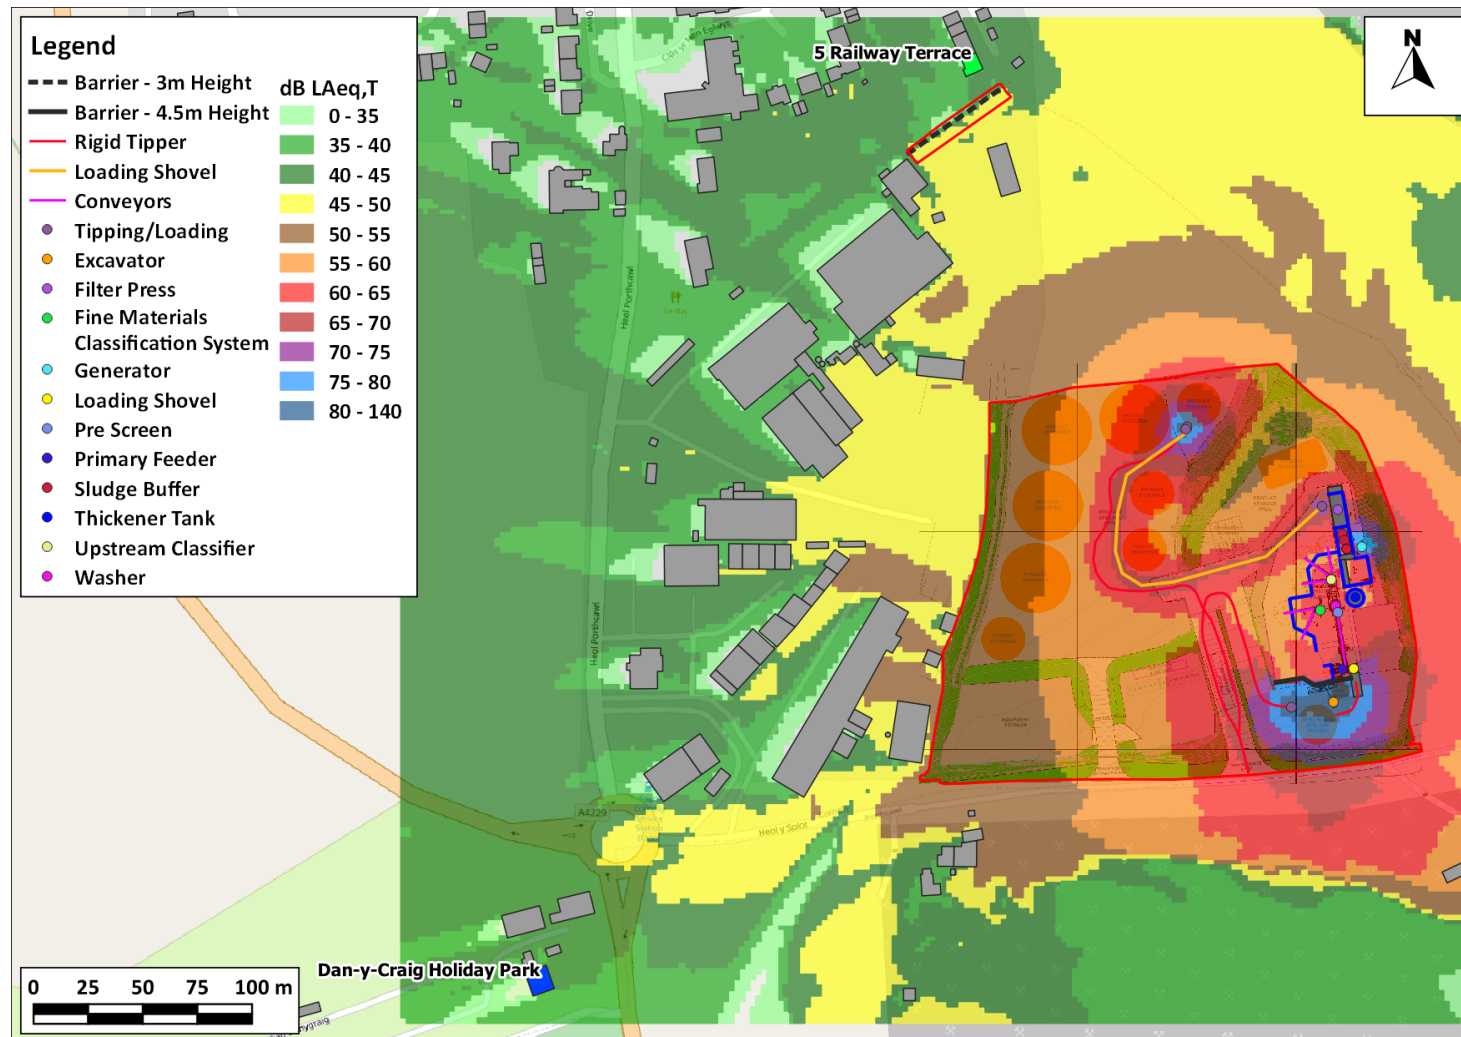 Legend
Barrier - 3m Height
Barrier - 4.5m Height
Rigid Tipper
Loading Shovel
Conveyors
Tipping/Loading
Excavator
Filter Press
Fine Materials
Classification System
Generator
Loading Shovel
Pre Screen
Primary Feeder
Sludge Buffer
Thickener Tank
Upstream Classifier
Washer
dB LAeq,T
0 - 35
35 - 40
40 - 45
45 - 50
50 - 55
55 - 60
60 - 65
65 - 70
70 - 75
75 - 80
80 - 140
5 Railway Terrace
N
Heol Porthcawl
Le Raj
Heol Porthcawl
A4229
Heol y Splot
Dan-y-Craig Holiday Park
0 25 50 75 100 m